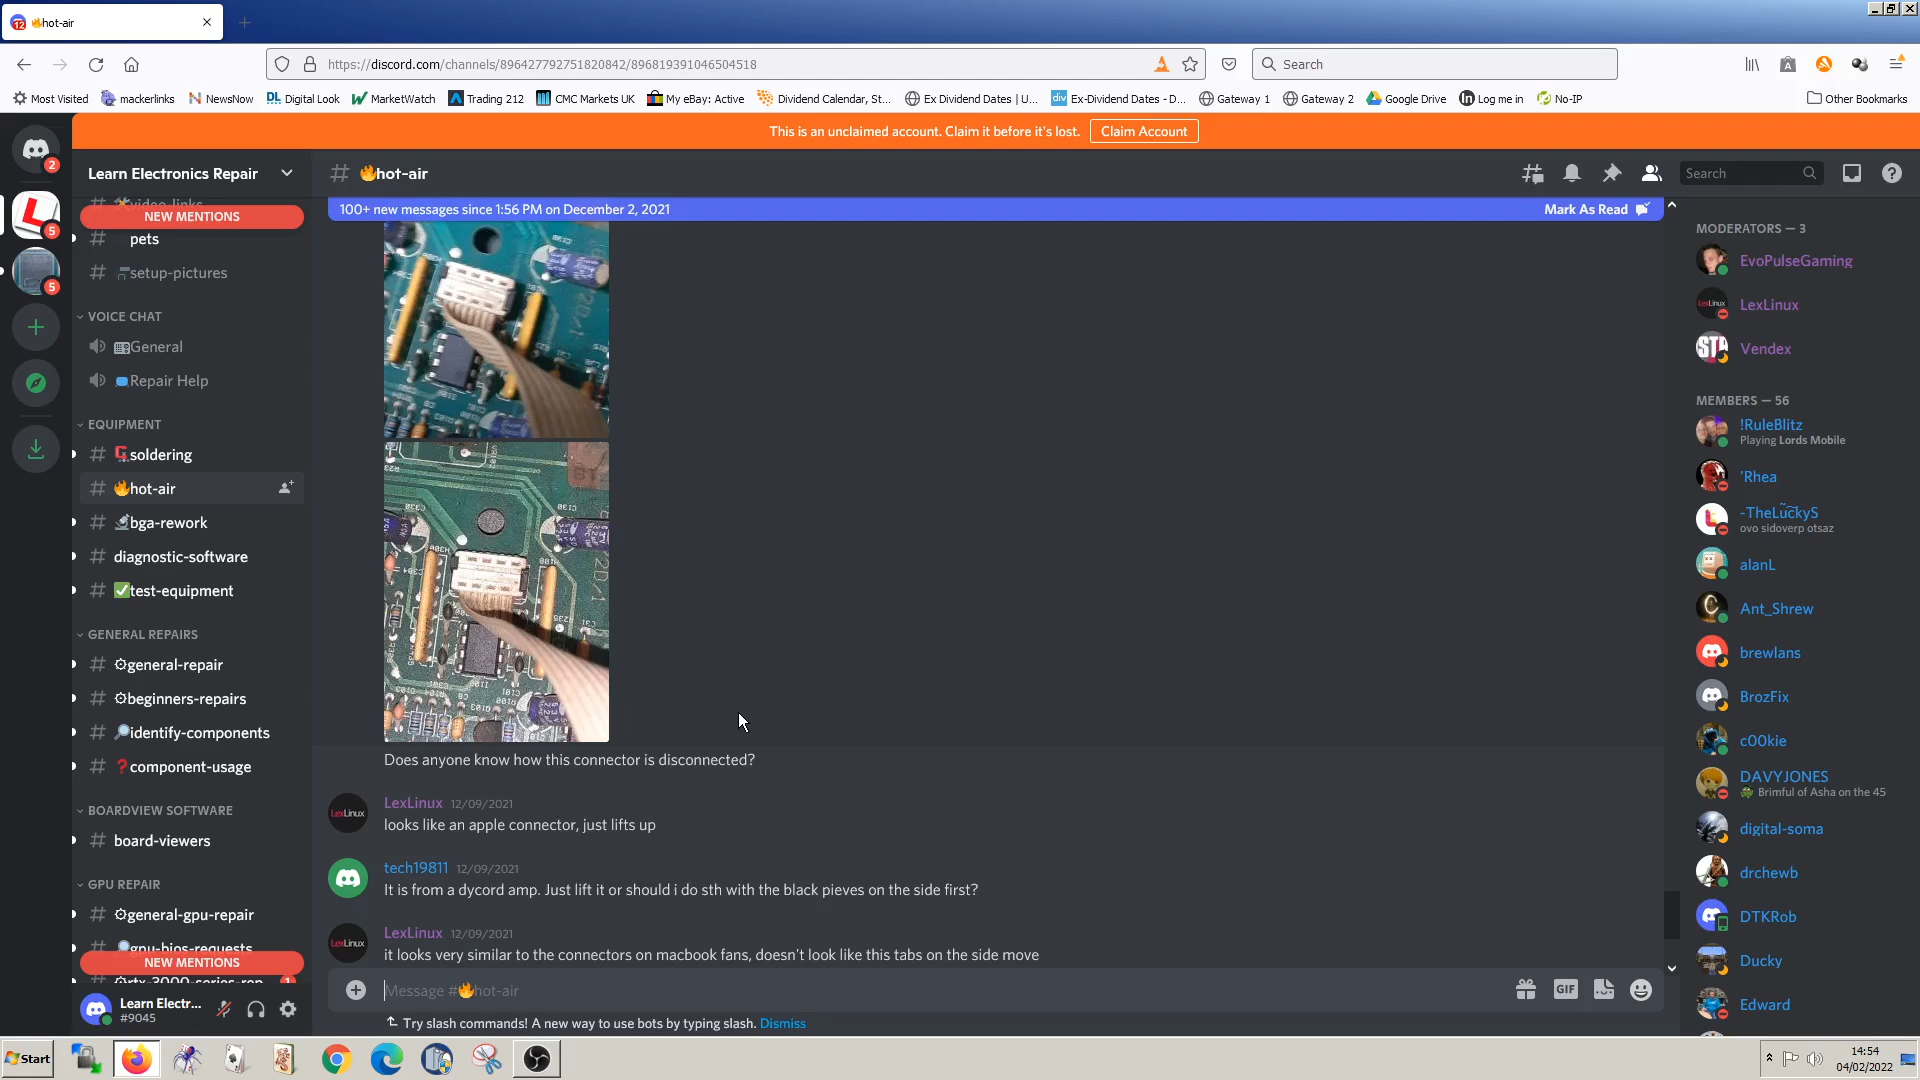 12 🔥hot-air
https://discord.com/channels/896427792751820842/896819391046504518
Search
Most Visited
mackerlinks
NewsNow
DL Digital Look
MarketWatch
Trading 212
CMC Markets UK
My eBay: Active
Dividend Calendar, St...
Ex Dividend Dates | U...
div Ex-Dividend Dates - D...
Gateway 1
Gateway 2
Google Drive
Log me in
No-IP
Other Bookmarks
This is an unclaimed account. Claim it before it's lost.
Claim Account
2
5
5
Learn Electronics Repair
NEW MENTIONS
# pets
# setup-pictures
VOICE CHAT
General
Repair Help
EQUIPMENT
# soldering
# 🔥hot-air
# bga-rework
# diagnostic-software
# ✅test-equipment
GENERAL REPAIRS
# ⚙general-repair
# ⚙beginners-repairs
# 🔎identify-components
# ❓component-usage
BOARDVIEW SOFTWARE
# board-viewers
GPU REPAIR
# ⚙general-gpu-repair
# gpu-bios-requests
NEW MENTIONS
Learn Electr...
#9045
# 🔥hot-air
Search
100+ new messages since 1:56 PM on December 2, 2021
Mark As Read
Does anyone know how this connector is disconnected?
LexLinux 12/09/2021
looks like an apple connector, just lifts up
tech19811 12/09/2021
It is from a dycord amp. Just lift it or should i do sth with the black pieves on the side first?
LexLinux 12/09/2021
it looks very similar to the connectors on macbook fans, doesn't look like this tabs on the side move
Message #🔥hot-air
GIF
Try slash commands! A new way to use bots by typing slash. Dismiss
MODERATORS — 3
EvoPulseGaming
LexLinux
Vendex
MEMBERS — 56
!RuleBlitz
Playing Lords Mobile
'Rhea
ovo sidoverp otsaz
alanL
Ant_Shrew
brewlans
BrozFix
c00kie
DAVYJONES
Brimful of Asha on the 45
digital-soma
drchewb
DTKRob
Ducky
Edward
Start
14:54
04/02/2022